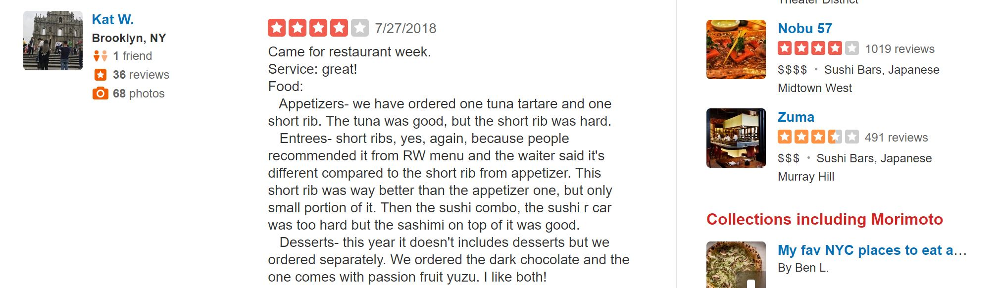 Kat W.
Brooklyn, NY
1 friend
36 reviews
68 photos
7/27/2018
Came for restaurant week.
Service: great!
Food:
Appetizers- we have ordered one tuna tartare and one
short rib. The tuna was good, but the short rib was hard.
Entrees- short ribs, yes, again, because people
recommended it from RW menu and the waiter said it's
different compared to the short rib from appetizer. This
short rib was way better than the appetizer one, but only
small portion of it. Then the sushi combo, the sushi r car
was too hard but the sashimi on top of it was good.
Desserts- this year it doesn't includes desserts but we
ordered separately. We ordered the dark chocolate and the
one comes with passion fruit yuzu. I like both!
Theater District
Nobu 57
1019 reviews
$$$$ • Sushi Bars, Japanese
Midtown West
Zuma
491 reviews
$$$ • Sushi Bars, Japanese
Murray Hill
Collections including Morimoto
My fav NYC places to eat a…
By Ben L.